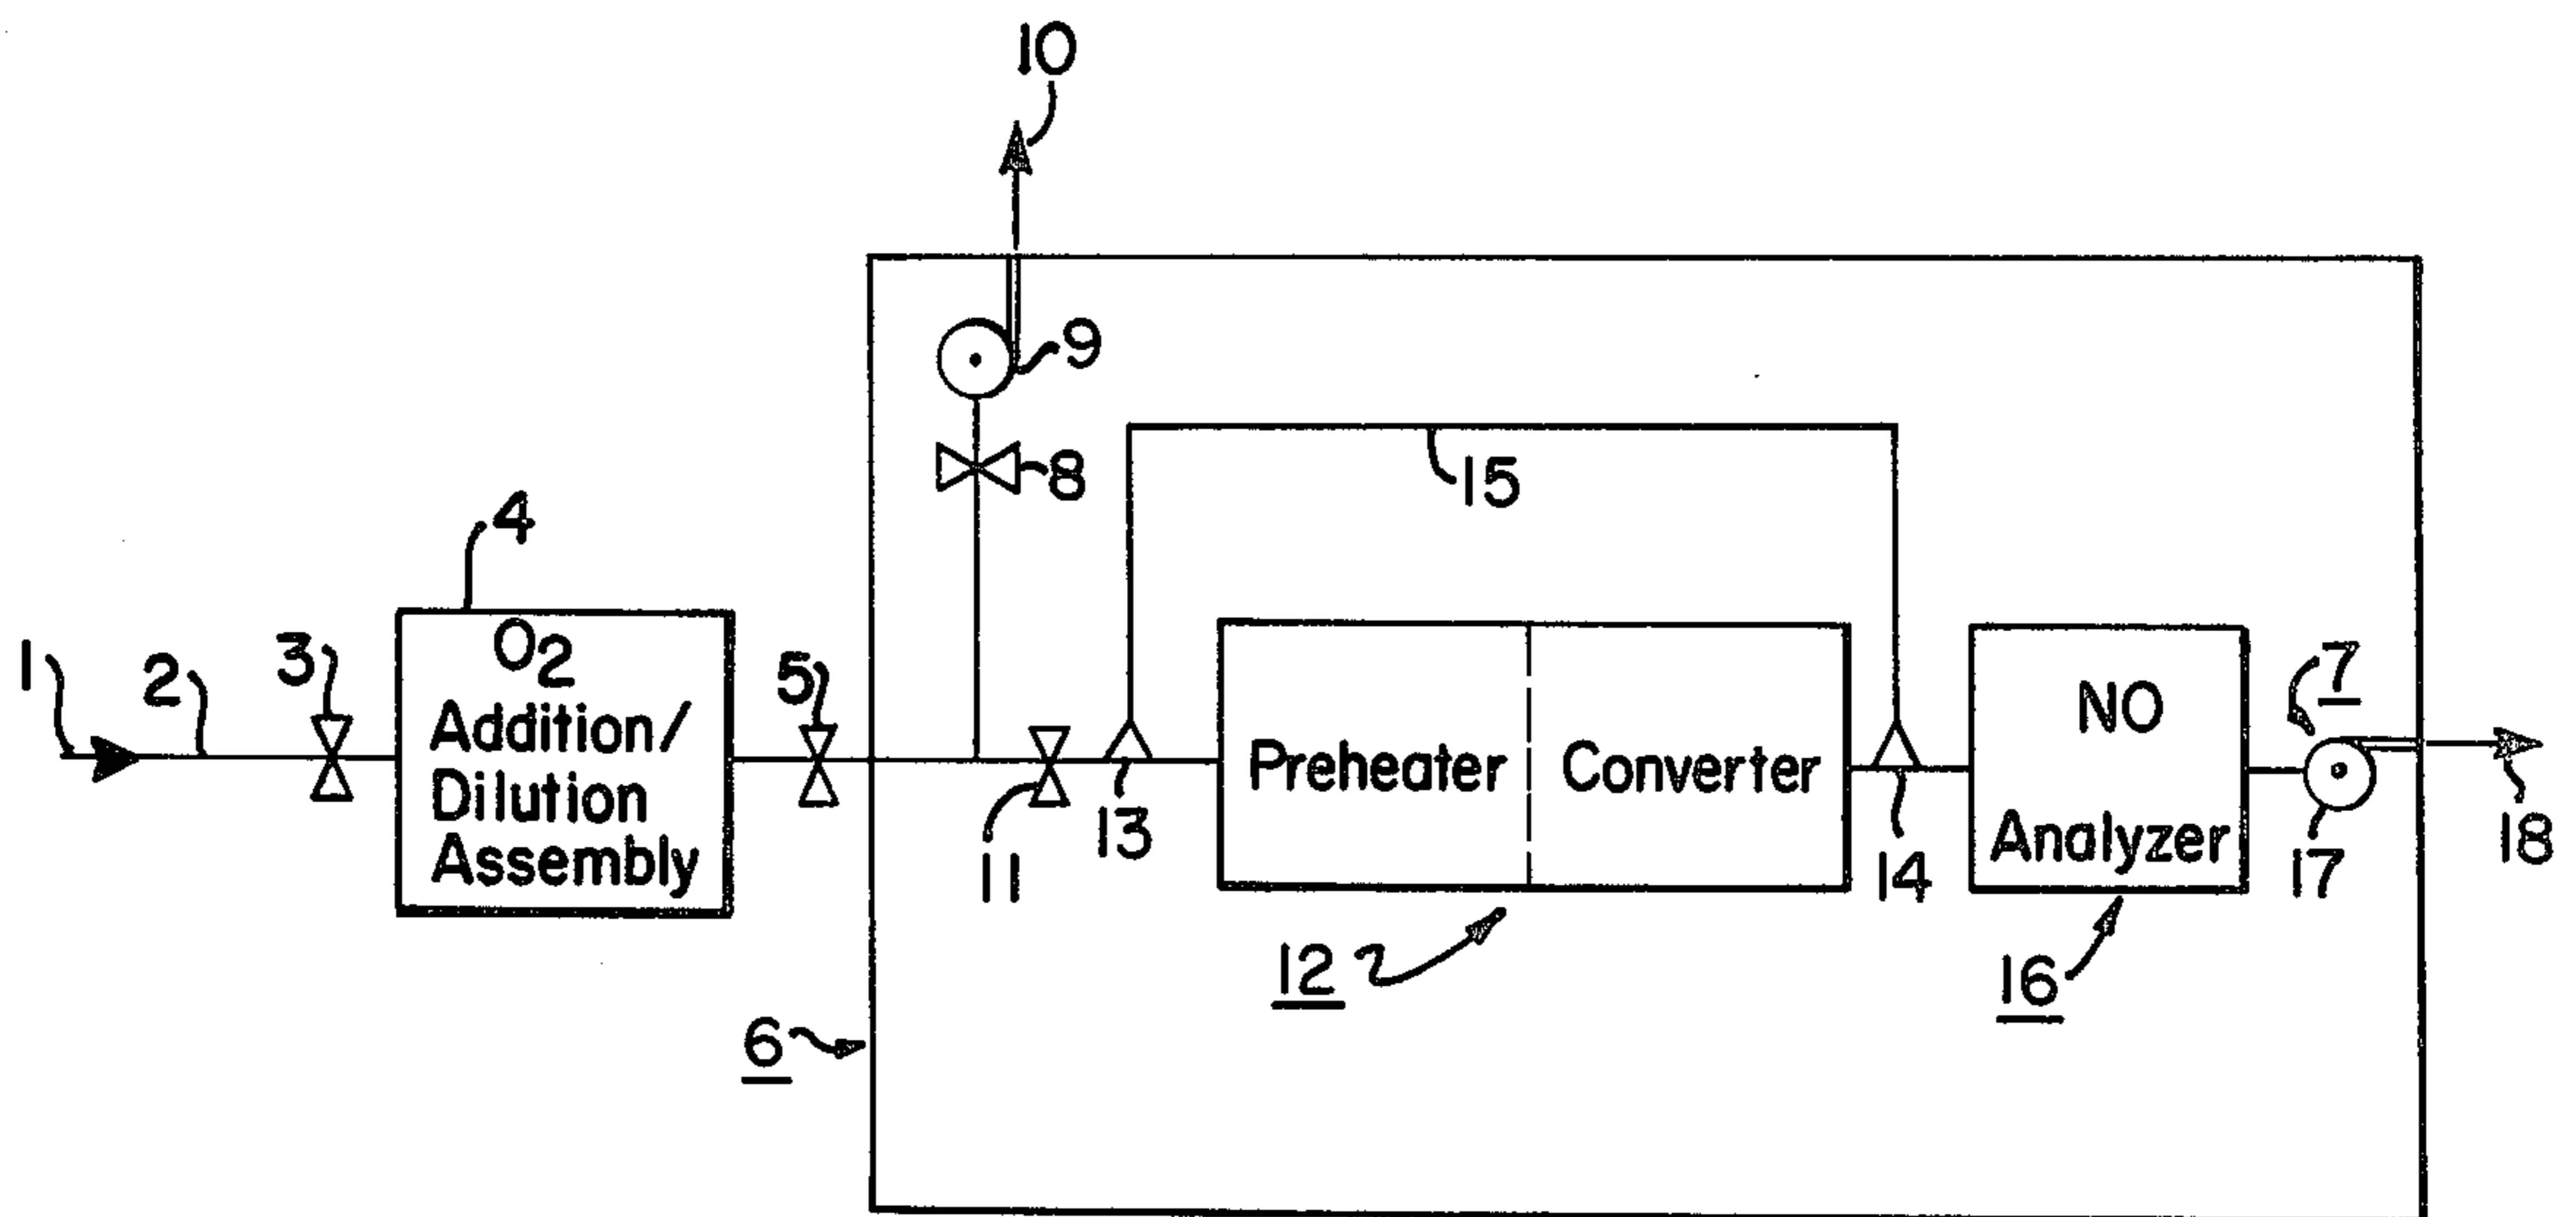 10
9
8
15
4
1
2
3
O2
Addition/
Dilution
Assembly
5
11
13
Preheater
Converter
14
NO
Analyzer
7
17
18
12
16
6